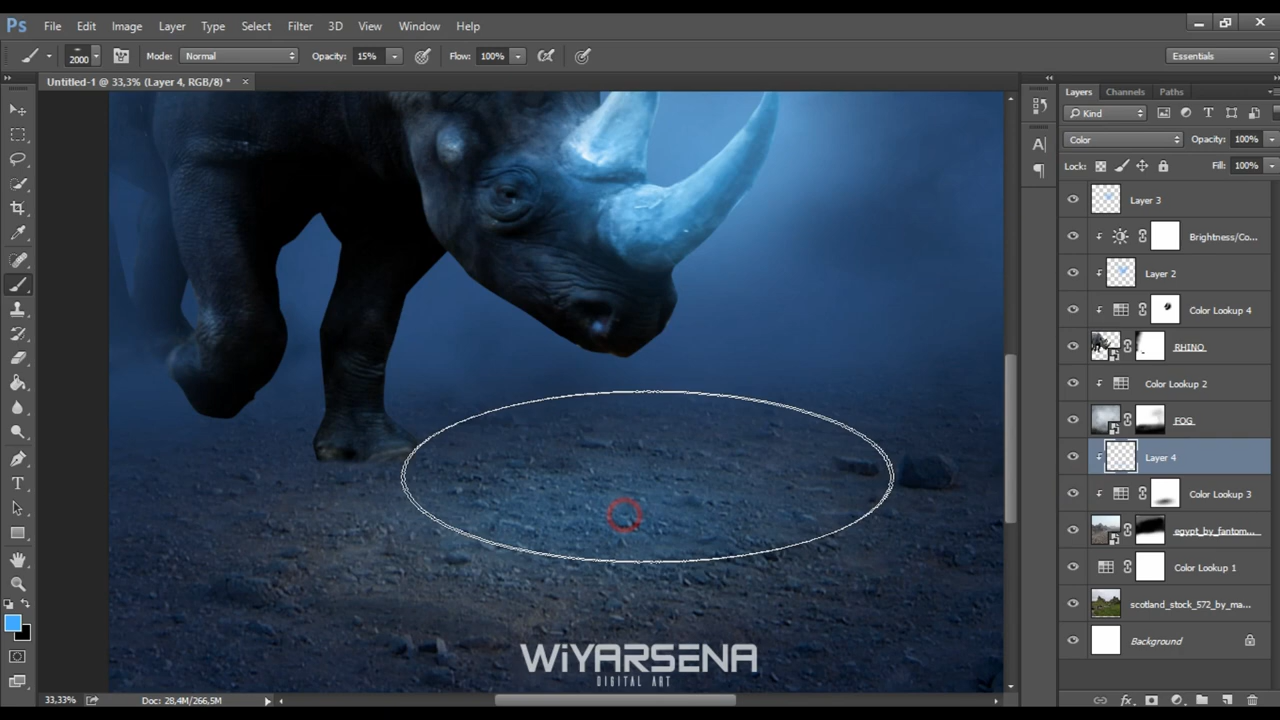 Ps File Edit Image Layer Type Select Filter 3D View Window Help
2000 Mode: Normal Opacity: 15% Flow: 100% Essentials
Untitled-1 @ 33,3% (Layer 4, RGB/8) * ×
Layers Channels Paths
Kind
Color Opacity: 100%
Lock: Fill: 100%
Layer 3
Brightness/Co...
Layer 2
Color Lookup 4
RHINO
Color Lookup 2
FOG
Layer 4
Color Lookup 3
egypt_by_fantom...
Color Lookup 1
scotland_stock_572_by_ma...
Background
WiYARSENA
DIGITAL ART
33,33% Doc: 28,4M/266,5M